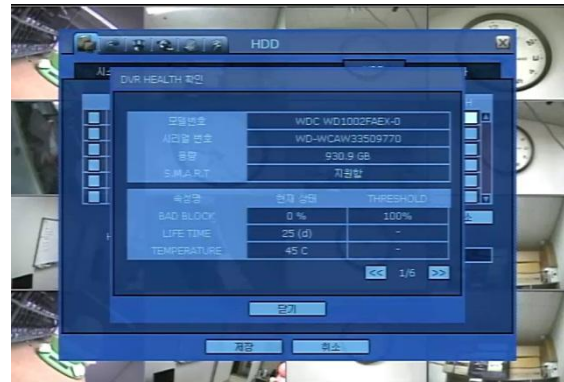 HDD
DVR HEALTH 확인
모델번호 WDC WD1002FAEX-0
시리얼 번호 WD-WCAW33509770
용량 930.9 GB
S.M.A.R.T 지원함
속성명 현재 상태 THRESHOLD
BAD BLOCK 0 % 100%
LIFE TIME 25 (d) -
TEMPERATURE 45 C -
<< 1/6 >>
닫기
저장 취소